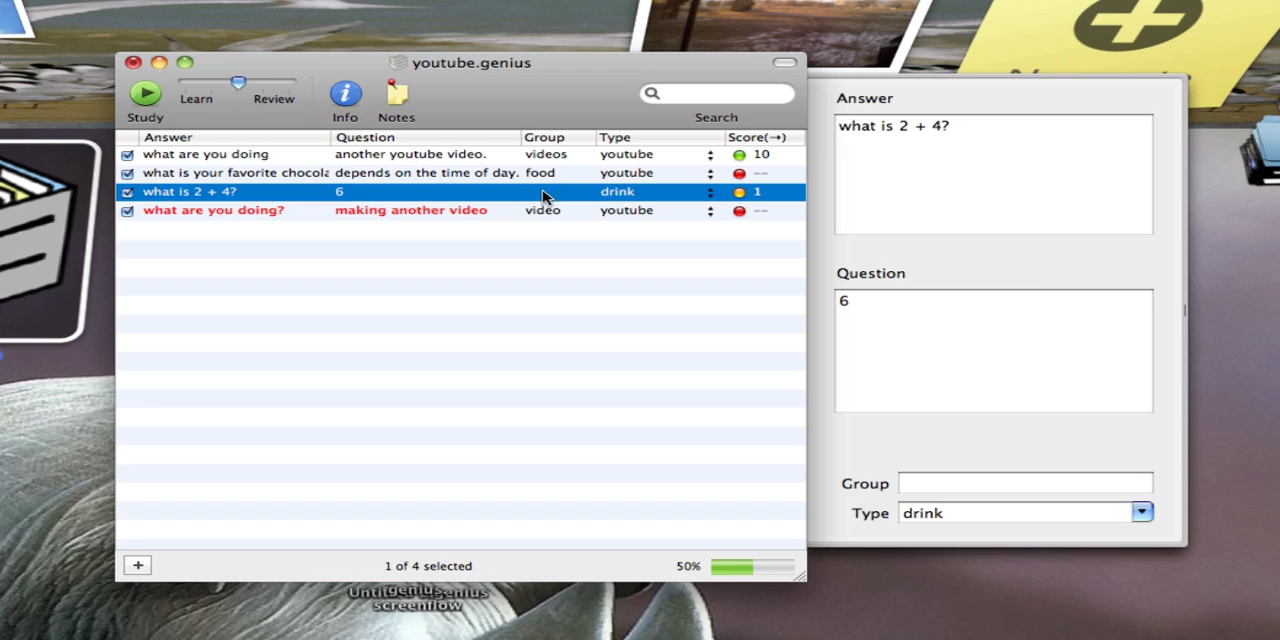 youtube.genius
Learn Review
Study Info Notes Search
Answer Question Group Type Score(→)
what are you doing another youtube video. videos youtube 10
what is your favorite chocola depends on the time of day. food youtube --
what is 2 + 4? 6 drink 1
what are you doing? making another video video youtube --
+ 1 of 4 selected 50%
Answer
what is 2 + 4?
Question
6
Group
Type drink
screenflow